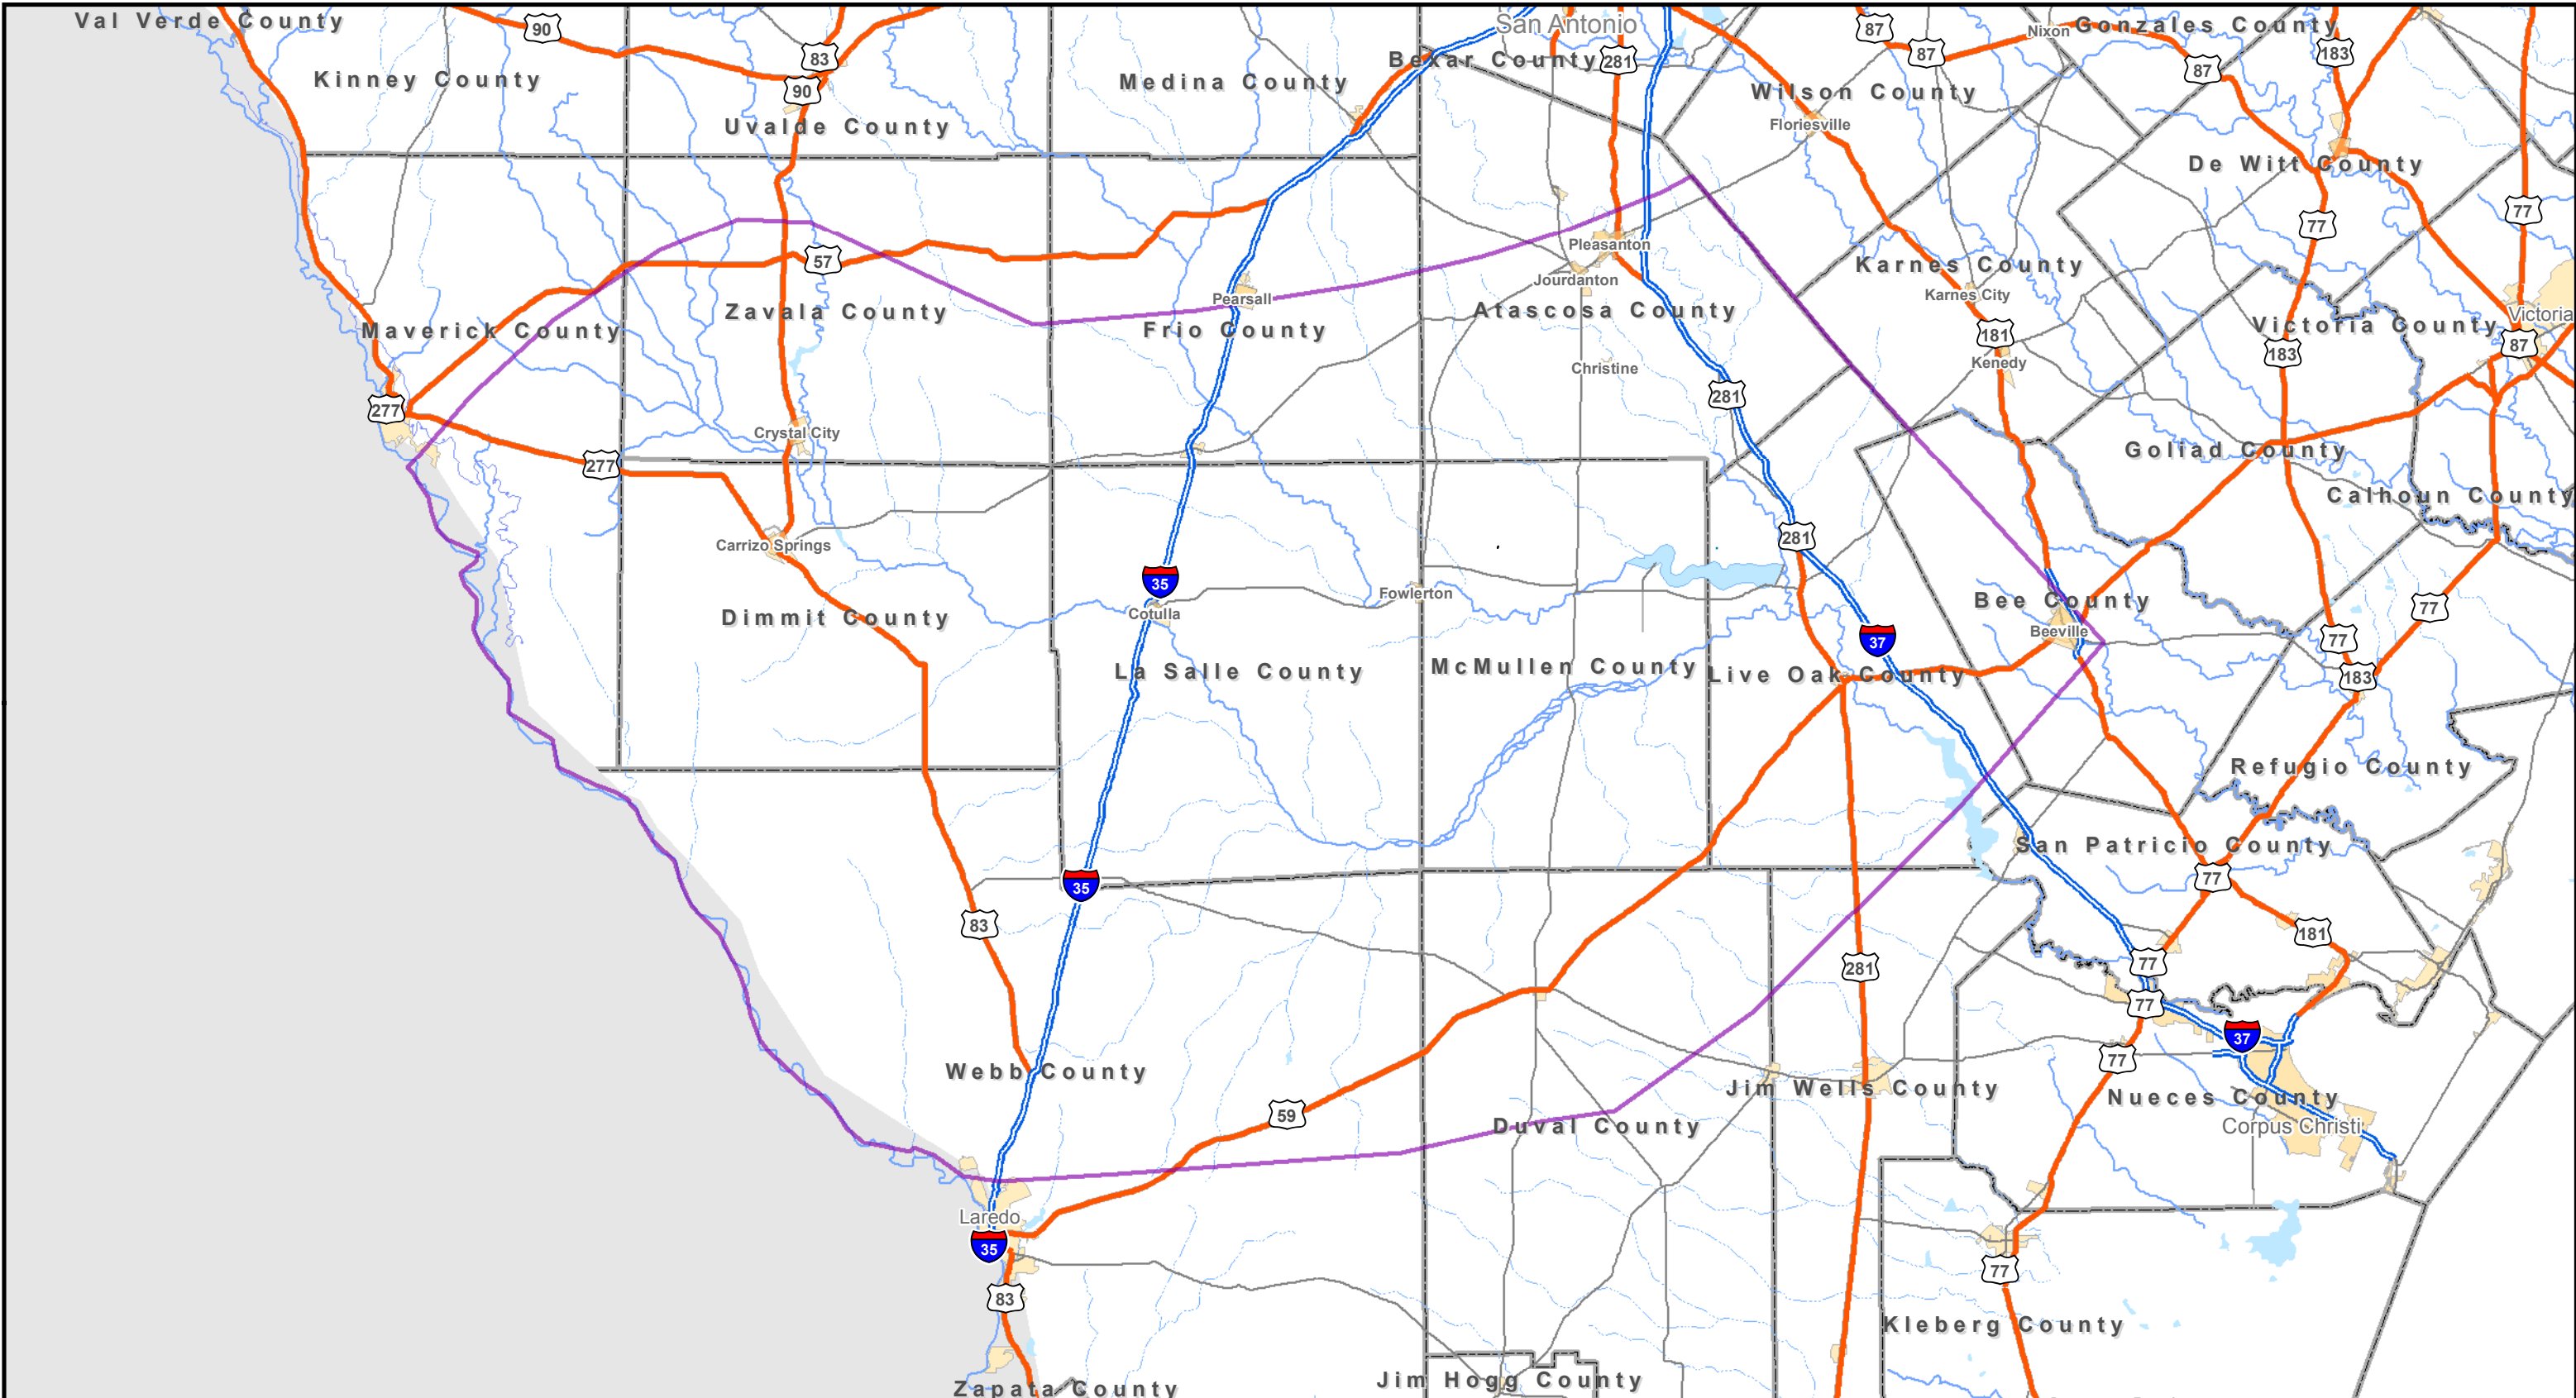 Val Verde County
90
83
San Antonio
87
Nixon
Gonzales County
183
87
87
Bexar County
281
Kinney County
Medina County
90
Wilson County
Uvalde County
Floriesville
De Witt County
77
77
57
Pleasanton
Karnes County
Jourdanton
Karnes City
Pearsall
Zavala County
Atascosa County
Maverick County
Frio County
Victoria
Victoria County
181
87
183
Kenedy
Christine
281
277
Crystal City
Goliad County
277
Calhoun County
281
Carrizo Springs
35
Fowlerton
Bee County
77
Cotulla
Dimmit County
Beeville
37
77
La Salle County
McMullen County
Live Oak County
183
Refugio County
San Patricio County
77
35
83
181
281
77
77
37
77
Webb County
Jim Wells County
Nueces County
59
Duval County
Corpus Christi
Laredo
35
77
83
Kleberg County
Jim Hogg County
Zapata County